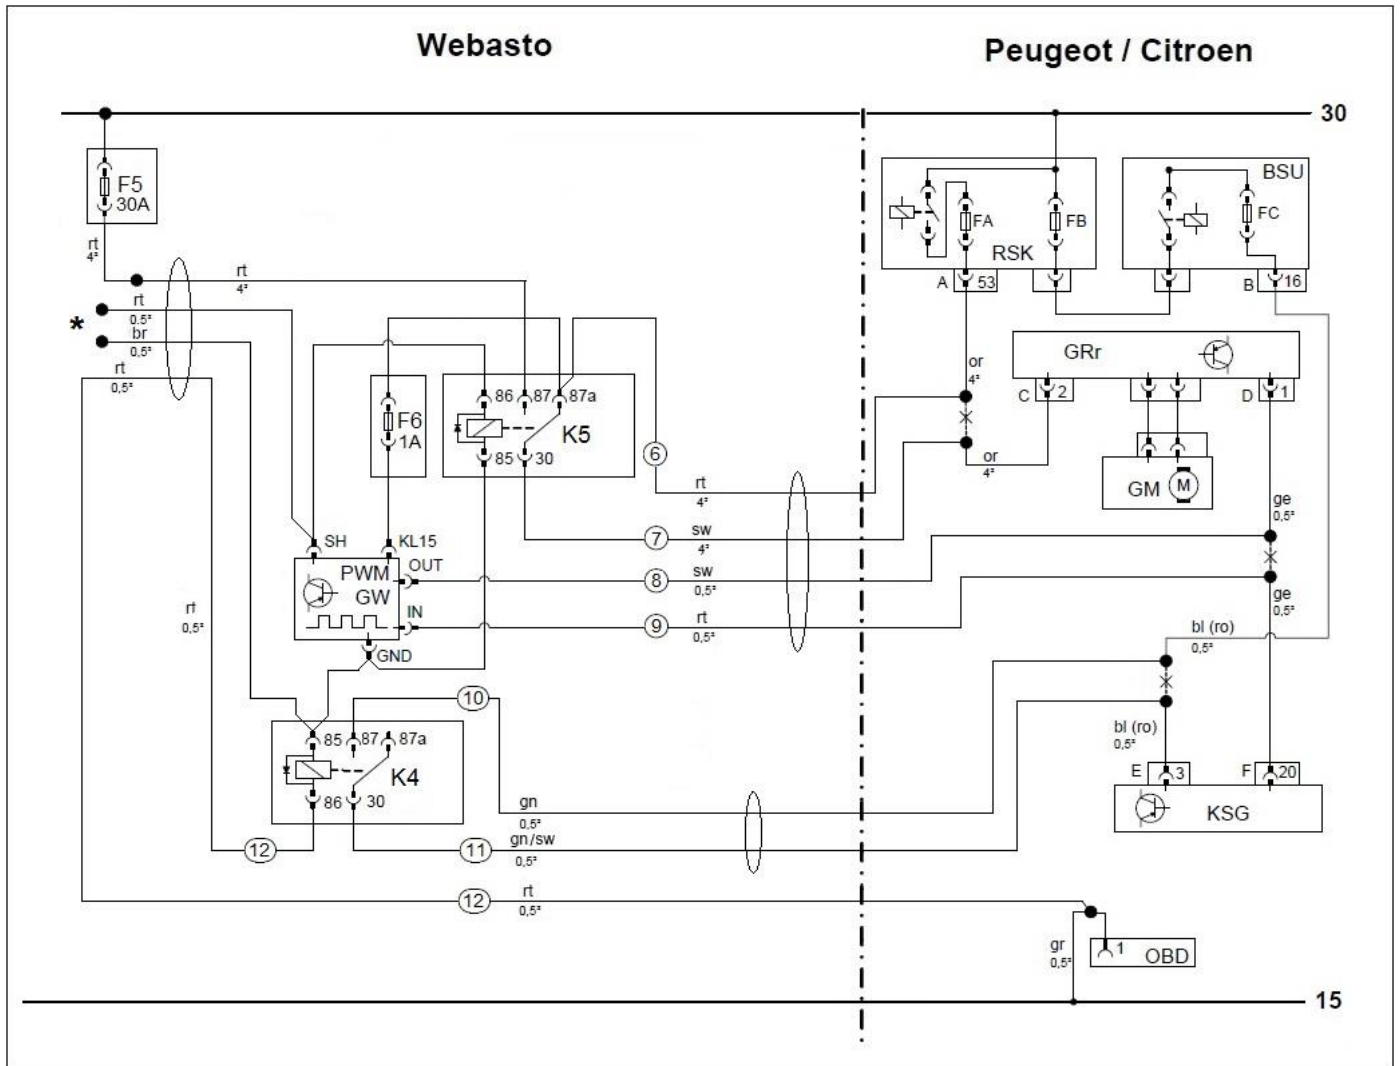 Webasto
Peugeot / Citroen
30
F5
30A
BSU
FA
FB
FC
RSK
A 53
B 16
rt
4²
rt
4²
*
rt
0.5²
br
0,5²
rt
0,5²
GRr
or
4²
C 2
D 1
F6
1A
86 87 87a
K5
85 30
6
or
4²
GM
M
rt
4²
ge
0,5²
SH
KL15
7
sw
4²
PWM
GW
OUT
8
sw
0,5²
IN
9
rt
0,5²
ge
0,5²
rt
0,5²
GND
bl (ro)
0,5²
10
85 87 87a
K4
86 30
bl (ro)
0,5²
E 3
F 20
KSG
gn
0,5²
12
11
gn/sw
0,5²
12
rt
0,5²
gr
0,5²
1
OBD
15